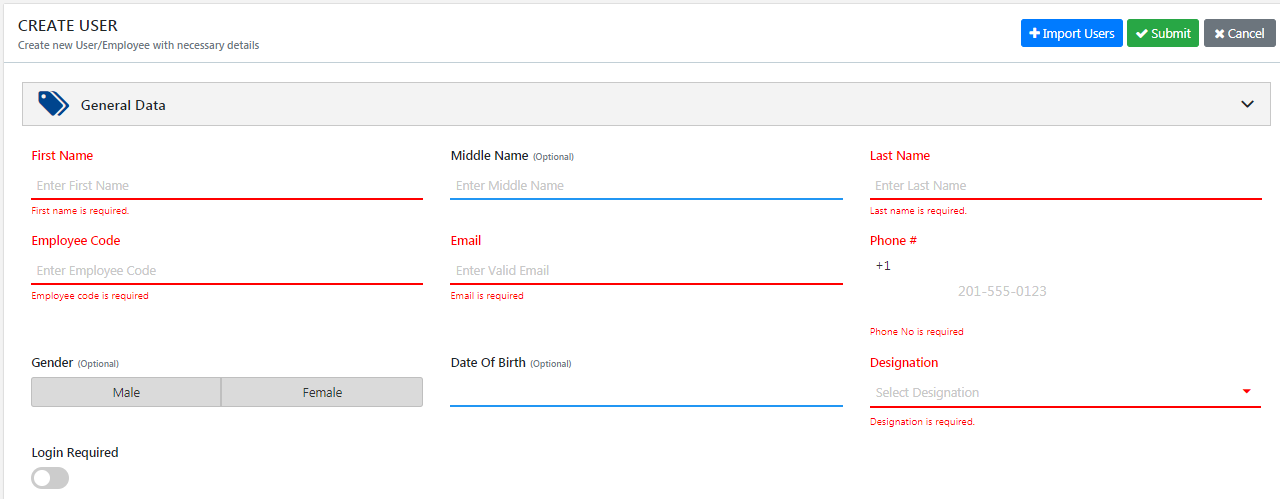 CREATE USER
Create new User/Employee with necessary details
Import Users
Submit
Cancel
General Data
First Name
Middle Name (Optional)
Last Name
Enter First Name
Enter Middle Name
Enter Last Name
First name is required.
Last name is required.
Employee Code
Email
Phone #
Enter Employee Code
Enter Valid Email
+1
201-555-0123
Employee code is required
Email is required
Phone No is required
Gender (Optional)
Date Of Birth (Optional)
Designation
Male
Female
Select Designation
Designation is required.
Login Required